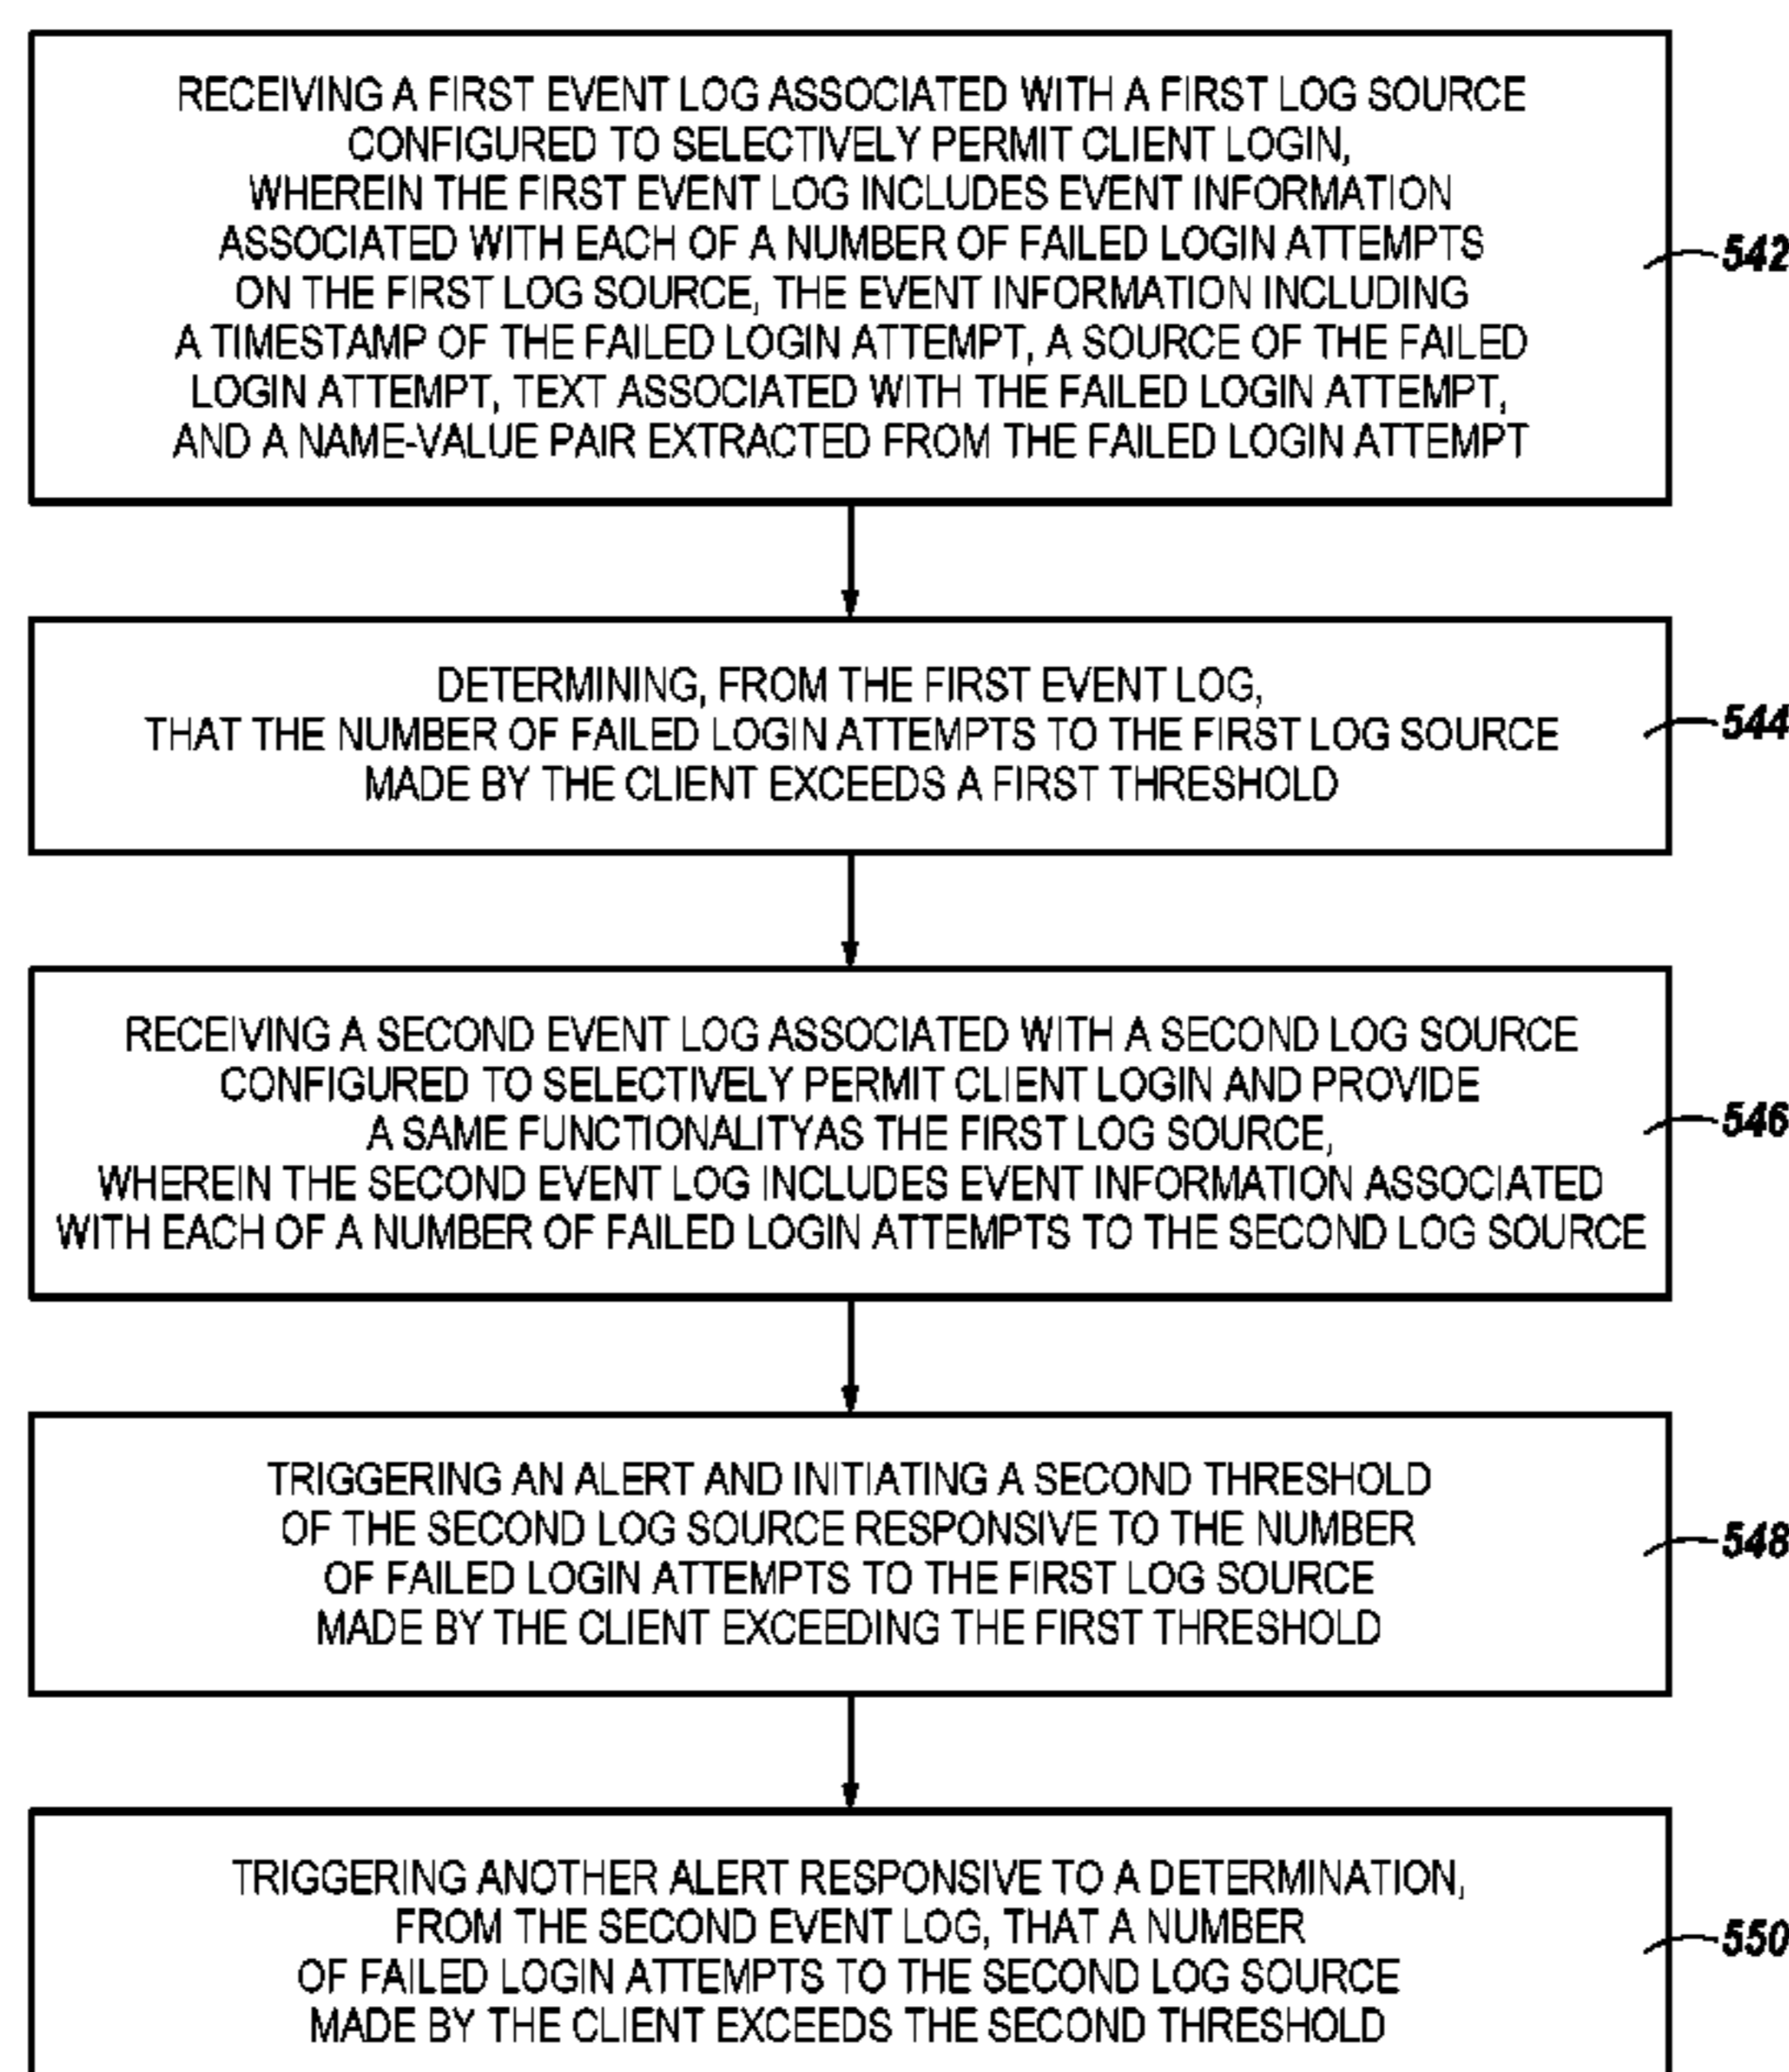 RECEIVING A FIRST EVENT LOG ASSOCIATED WITH A FIRST LOG SOURCE
CONFIGURED TO SELECTIVELY PERMIT CLIENT LOGIN,
WHEREIN THE FIRST EVENT LOG INCLUDES EVENT INFORMATION
ASSOCIATED WITH EACH OF A NUMBER OF FAILED LOGIN ATTEMPTS
ON THE FIRST LOG SOURCE, THE EVENT INFORMATION INCLUDING
A TIMESTAMP OF THE FAILED LOGIN ATTEMPT, A SOURCE OF THE FAILED
LOGIN ATTEMPT, TEXT ASSOCIATED WITH THE FAILED LOGIN ATTEMPT,
AND A NAME-VALUE PAIR EXTRACTED FROM THE FAILED LOGIN ATTEMPT
542
DETERMINING, FROM THE FIRST EVENT LOG,
THAT THE NUMBER OF FAILED LOGIN ATTEMPTS TO THE FIRST LOG SOURCE
MADE BY THE CLIENT EXCEEDS A FIRST THRESHOLD
544
RECEIVING A SECOND EVENT LOG ASSOCIATED WITH A SECOND LOG SOURCE
CONFIGURED TO SELECTIVELY PERMIT CLIENT LOGIN AND PROVIDE
A SAME FUNCTIONALITYAS THE FIRST LOG SOURCE,
WHEREIN THE SECOND EVENT LOG INCLUDES EVENT INFORMATION ASSOCIATED
WITH EACH OF A NUMBER OF FAILED LOGIN ATTEMPTS TO THE SECOND LOG SOURCE
546
TRIGGERING AN ALERT AND INITIATING A SECOND THRESHOLD
OF THE SECOND LOG SOURCE RESPONSIVE TO THE NUMBER
OF FAILED LOGIN ATTEMPTS TO THE FIRST LOG SOURCE
MADE BY THE CLIENT EXCEEDING THE FIRST THRESHOLD
548
TRIGGERING ANOTHER ALERT RESPONSIVE TO A DETERMINATION,
FROM THE SECOND EVENT LOG, THAT A NUMBER
OF FAILED LOGIN ATTEMPTS TO THE SECOND LOG SOURCE
MADE BY THE CLIENT EXCEEDS THE SECOND THRESHOLD
550